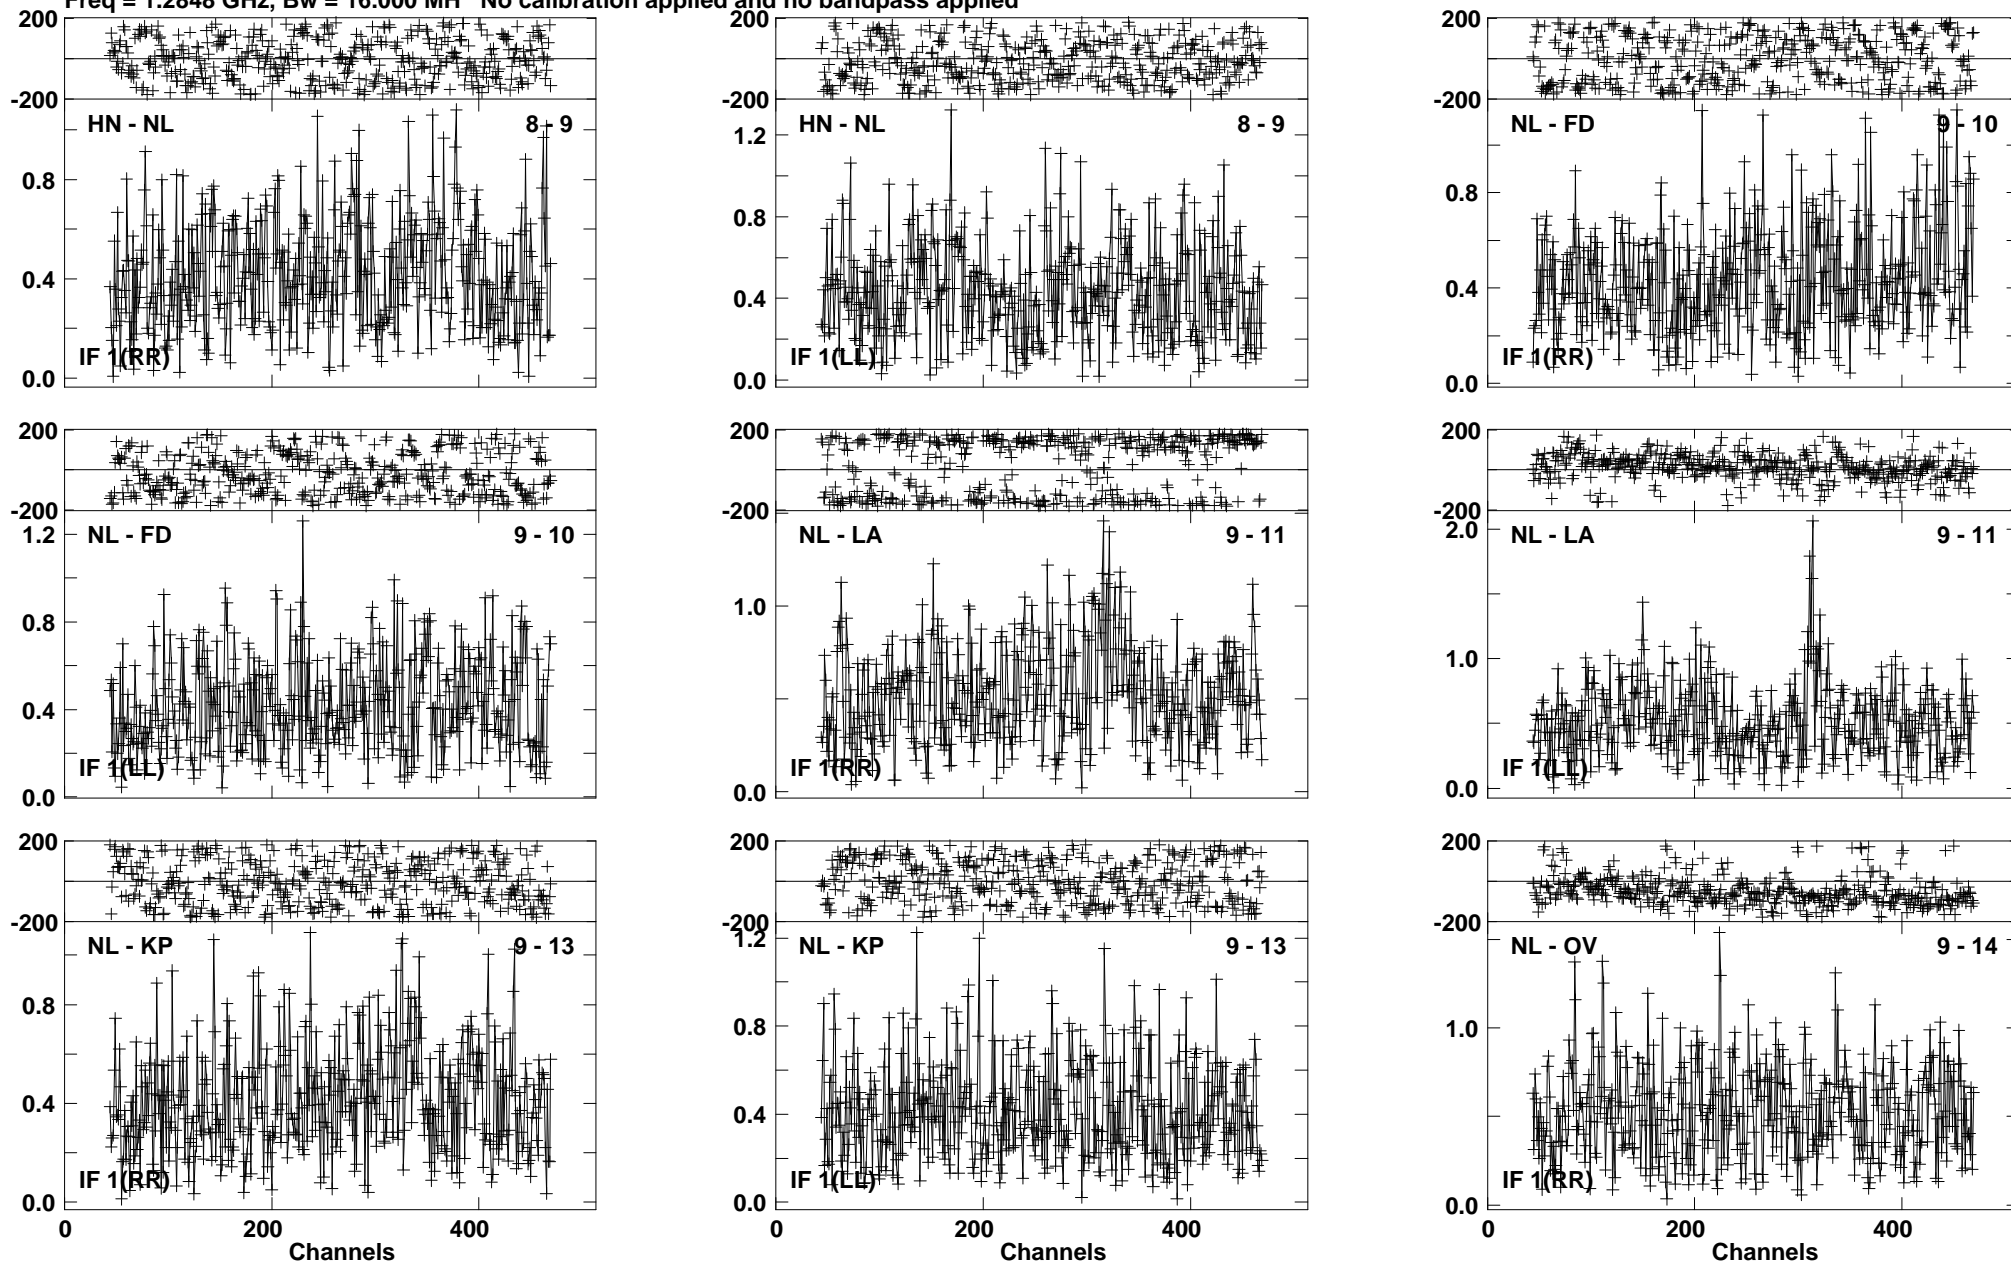 Freq = 1.2848 GHz, Bw = 16.000 MH No calibration applied and no bandpass applied
200
-200
HN - NL 8 - 9
0.8
0.4
0.0
IF 1(RR)
-200
200
HN - NL 8 - 9
1.2
0.8
0.4
0.0
IF 1(LL)
200
-200
NL - FD 9 - 10
0.8
0.4
0.0
IF 1(RR)
200
-200
NL - FD 9 - 10
1.2
0.8
0.4
0.0
IF 1(LL)
200
-200
NL - LA 9 - 11
1.0
0.0
IF 1(RR)
200
-200
NL - LA 9 - 11
2.0
1.0
0.0
IF 1(LL)
200
-200
NL - KP 9 - 13
0.8
0.4
0.0
IF 1(RR)
0 200 400
Channels
200
-200
NL - KP 9 - 13
1.2
0.8
0.4
0.0
IF 1(LL)
0 200 400
Channels
200
-200
NL - OV 9 - 14
1.0
0.0
IF 1(RR)
0 200 400
Channels